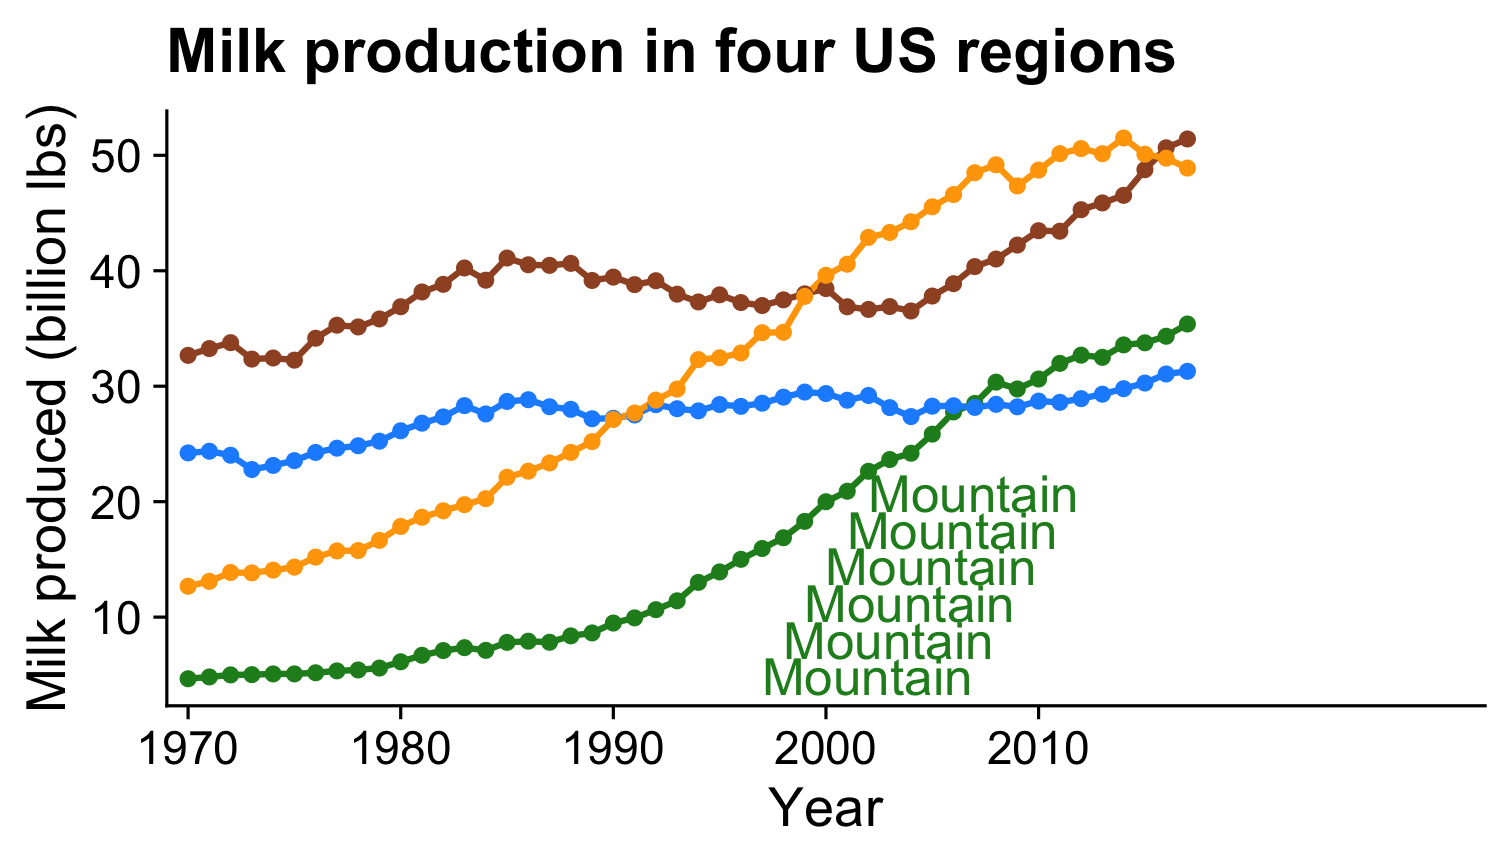 Milk production in four US regions
Milk produced (billion lbs)
50
40
30
20
10
Mountain
Mountain
Mountain
Mountain
Mountain
Mountain
1970 1980 1990 2000 2010
Year